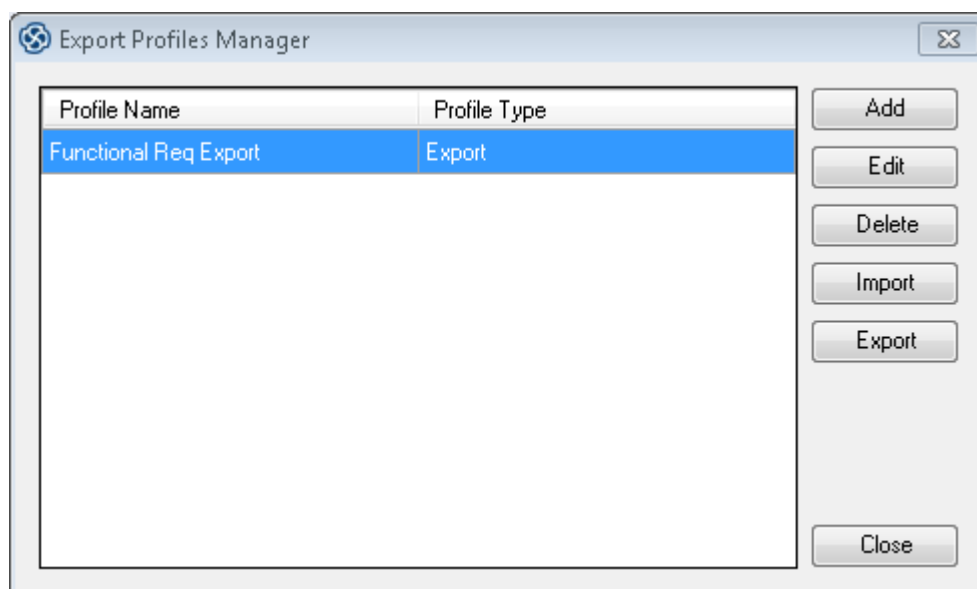 Export Profiles Manager
Profile Name Profile Type
Functional Req Export Export
Add
Edit
Delete
Import
Export
Close